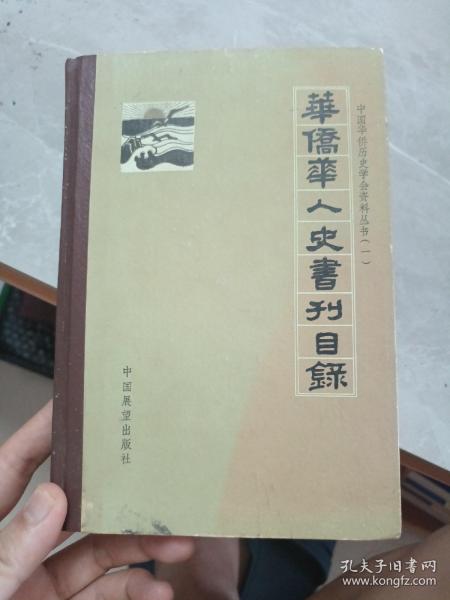 中国华侨历史学会资料丛书（一）
華僑華人史書刊目錄
中国展望出版社
孔夫子旧书网
www.kongfz.com